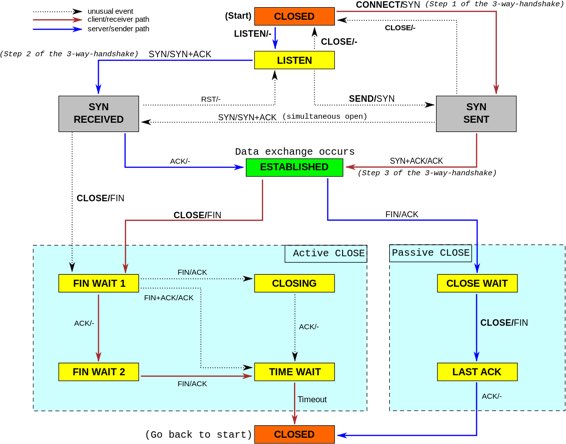 unusual event
client/receiver path
server/sender path
(Start)
CLOSED
CONNECT/SYN (Step 1 of the 3-way-handshake)
LISTEN/-
CLOSE/-
CLOSE/-
(Step 2 of the 3-way-handshake)
SYN/SYN+ACK
LISTEN
RST/-
SEND/SYN
SYN
RECEIVED
SYN
SENT
SYN/SYN+ACK (simultaneous open)
Data exchange occurs
ACK/-
ESTABLISHED
SYN+ACK/ACK
(Step 3 of the 3-way-handshake)
CLOSE/FIN
CLOSE/FIN
FIN/ACK
Active CLOSE
Passive CLOSE
FIN WAIT 1
FIN/ACK
CLOSING
CLOSE WAIT
FIN+ACK/ACK
ACK/-
ACK/-
CLOSE/FIN
FIN WAIT 2
FIN/ACK
TIME WAIT
LAST ACK
Timeout
ACK/-
(Go back to start)
CLOSED